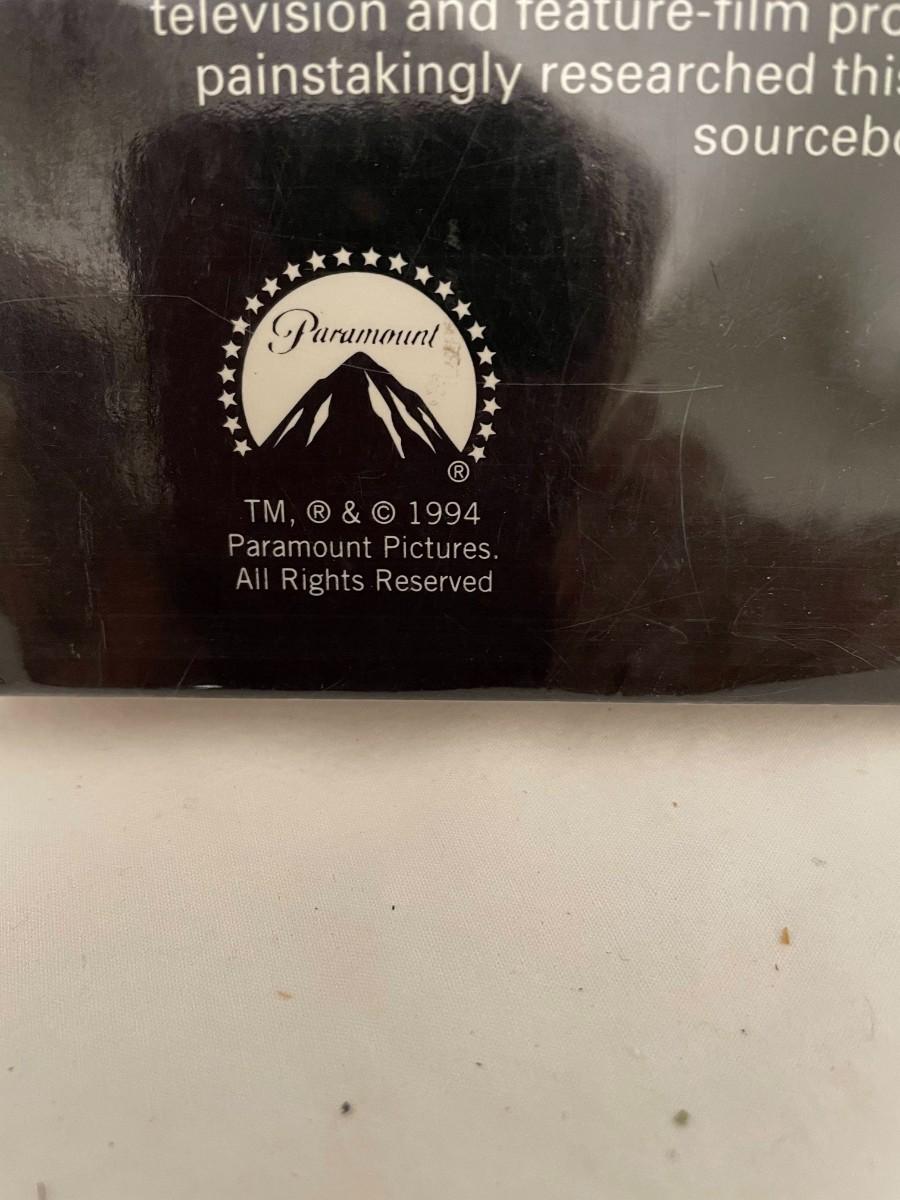 television and feature-film pro
painstakingly researched this
sourcebo
Paramount
®
TM, ® & © 1994
Paramount Pictures.
All Rights Reserved